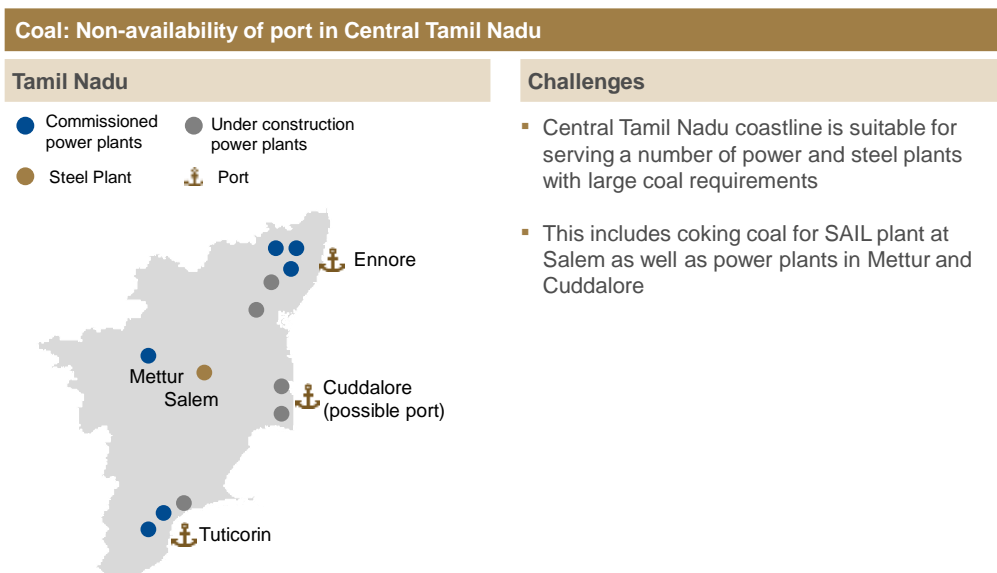 Coal: Non-availability of port in Central Tamil Nadu
Tamil Nadu
Commissioned
power plants
Under construction
power plants
Steel Plant
Port
Ennore
Mettur
Salem
Cuddalore
(possible port)
Tuticorin
Challenges
▪ Central Tamil Nadu coastline is suitable for
serving a number of power and steel plants
with large coal requirements
▪ This includes coking coal for SAIL plant at
Salem as well as power plants in Mettur and
Cuddalore